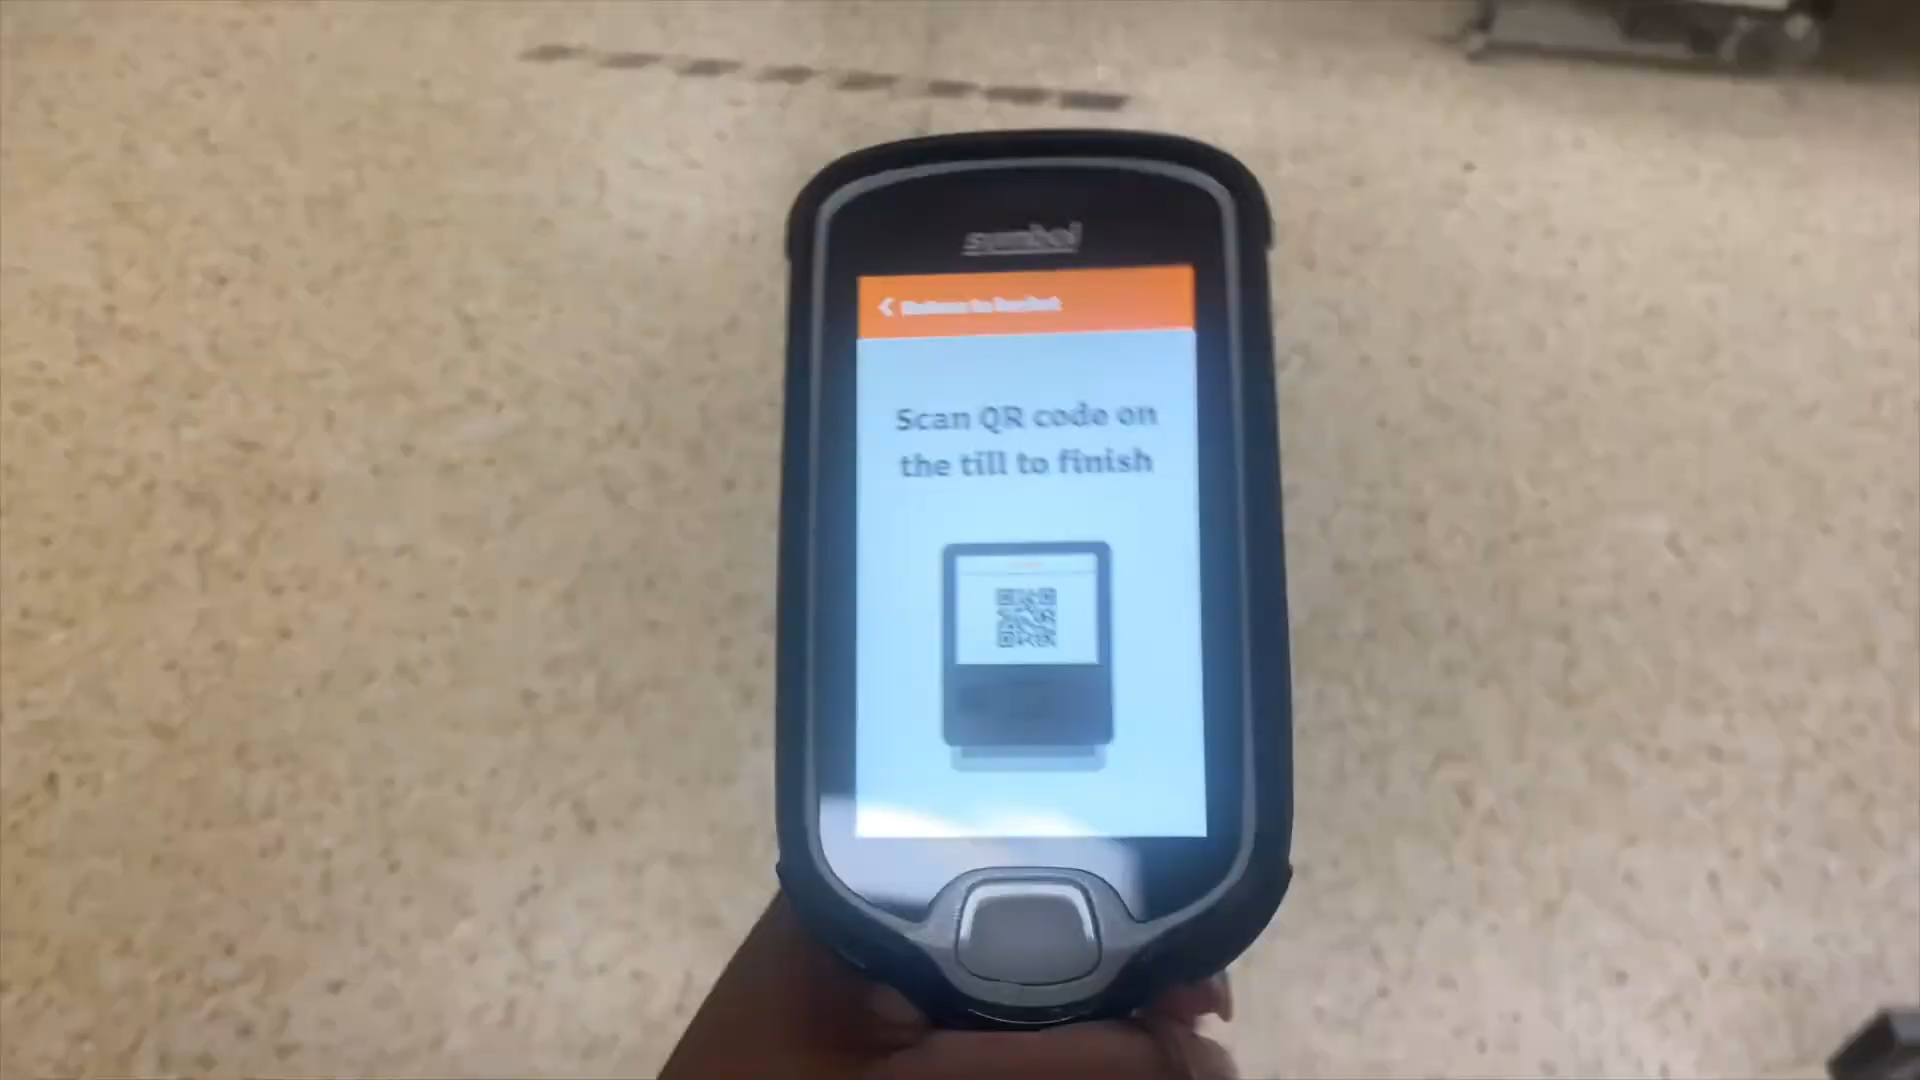 symbol
Scan QR code on
the till to finish